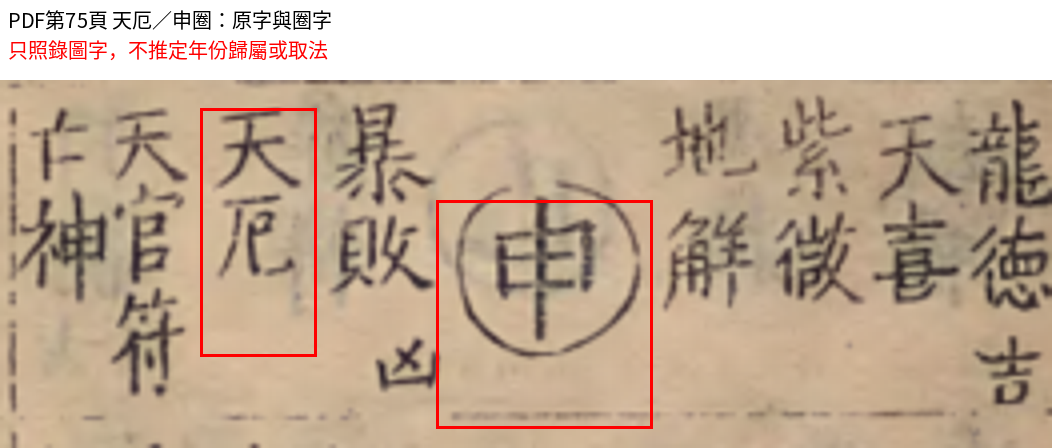 PDF第75頁 天厄／申圈：原字與圈字
只照錄圖字，不推定年份歸屬或取法
龍德 吉
天喜
紫微
地解
申
暴敗 凶
天厄
天官符
亡神